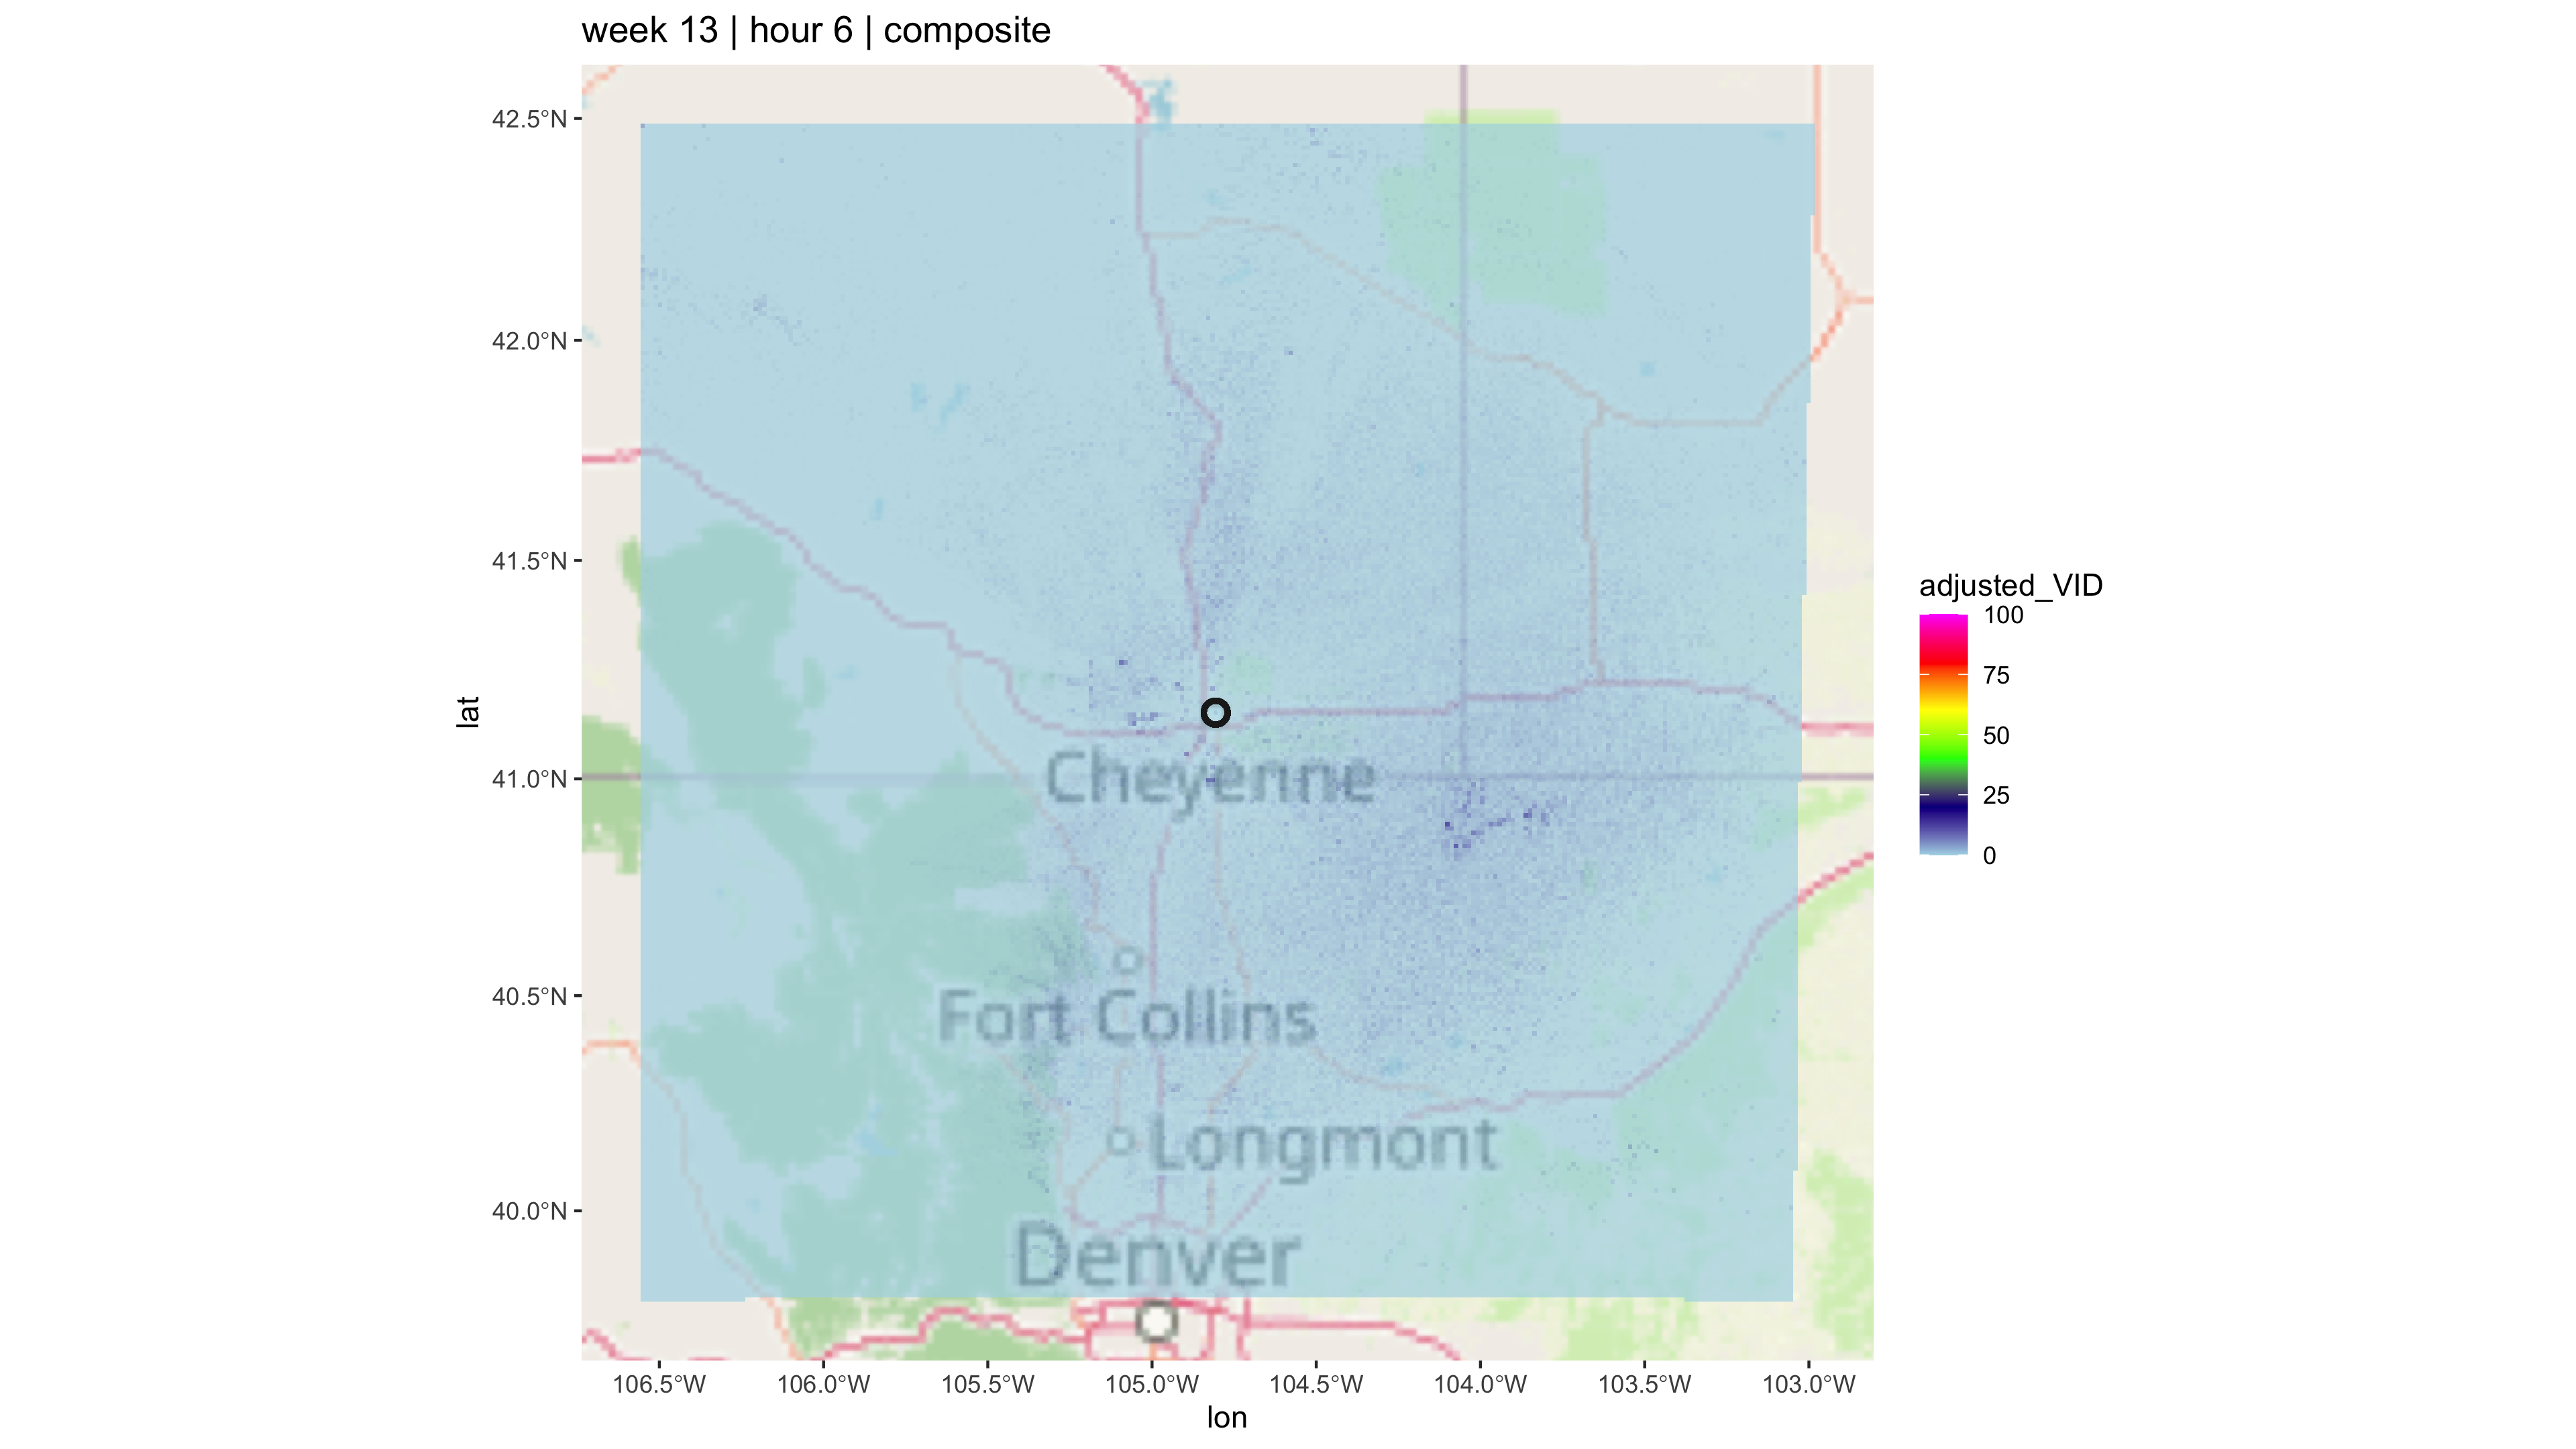 week 13 | hour 6 | composite
42.5°N
42.0°N
41.5°N
41.0°N
40.5°N
40.0°N
lat
Cheyenne
Fort Collins
Longmont
Denver
106.5°W 106.0°W 105.5°W 105.0°W 104.5°W 104.0°W 103.5°W 103.0°W
lon
adjusted_VID
100
75
50
25
0